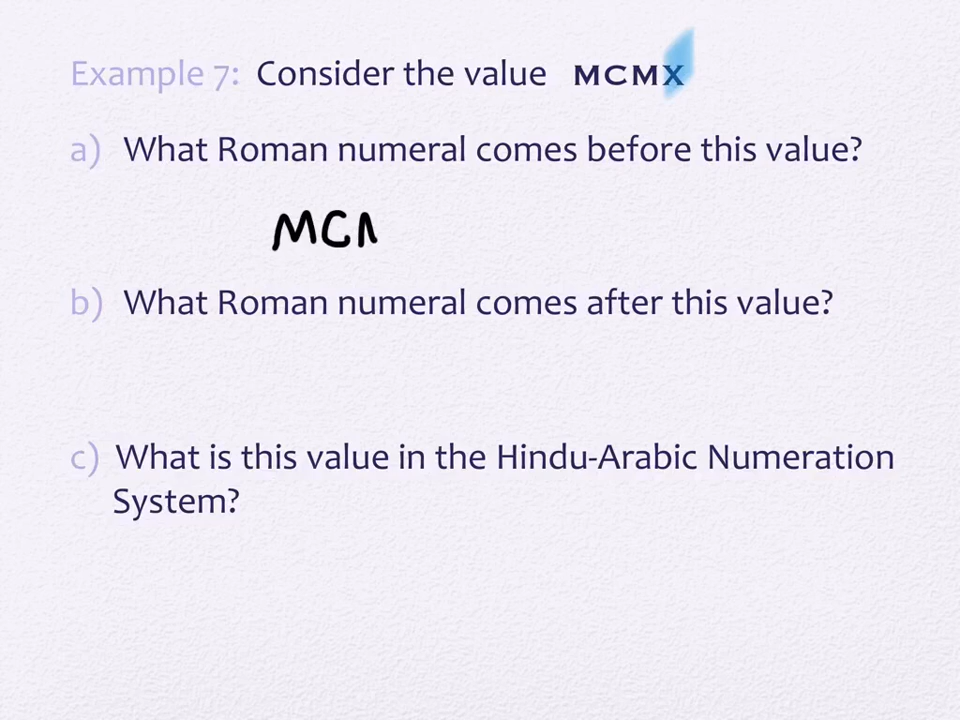 Example 7: Consider the value MCMX
a) What Roman numeral comes before this value?
MC
b) What Roman numeral comes after this value?
c) What is this value in the Hindu-Arabic Numeration
System?